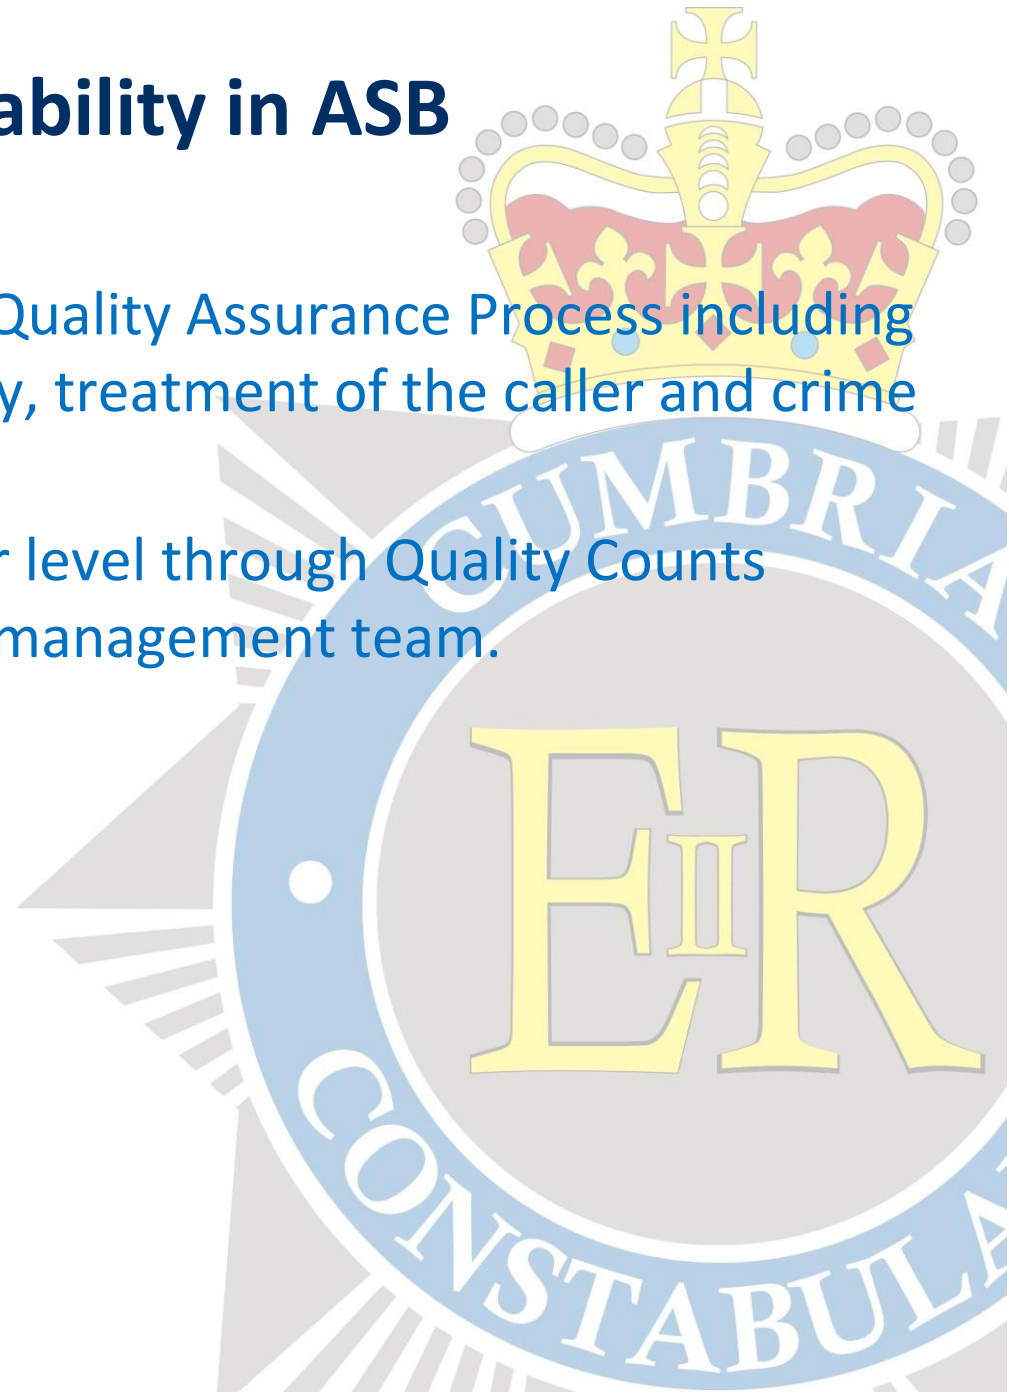 ability in ASB
Quality Assurance Process including
y, treatment of the caller and crime
r level through Quality Counts
management team.
CUMBRIA
EIIR
CONSTABULA